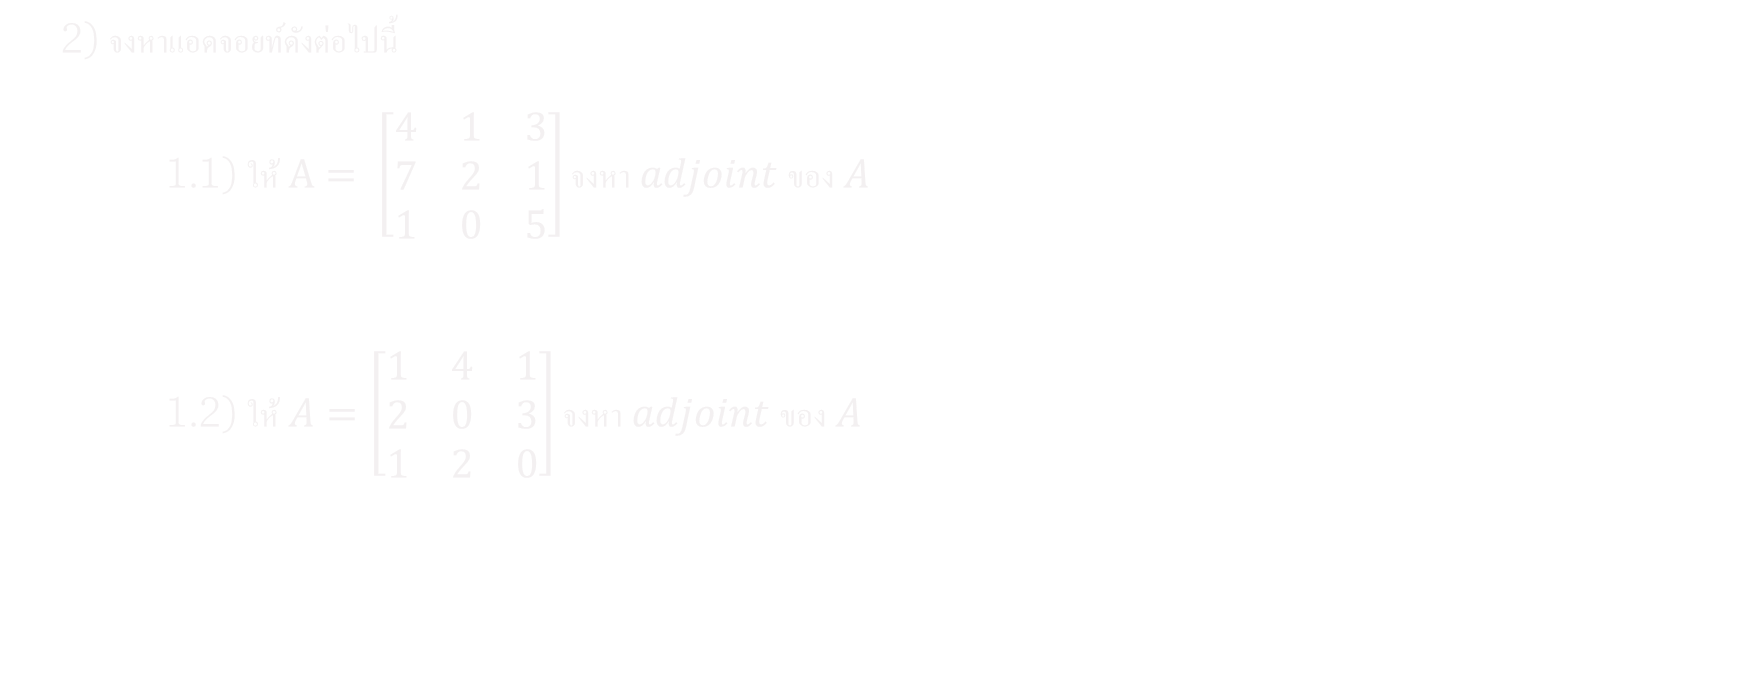 2) จงหาแอดจอยท์ดังต่อไปนี้
1.1) ให้ A = [4 1 3
7 2 1
1 0 5] จงหา adjoint ของ A
1.2) ให้ A = [1 4 1
2 0 3
1 2 0] จงหา adjoint ของ A